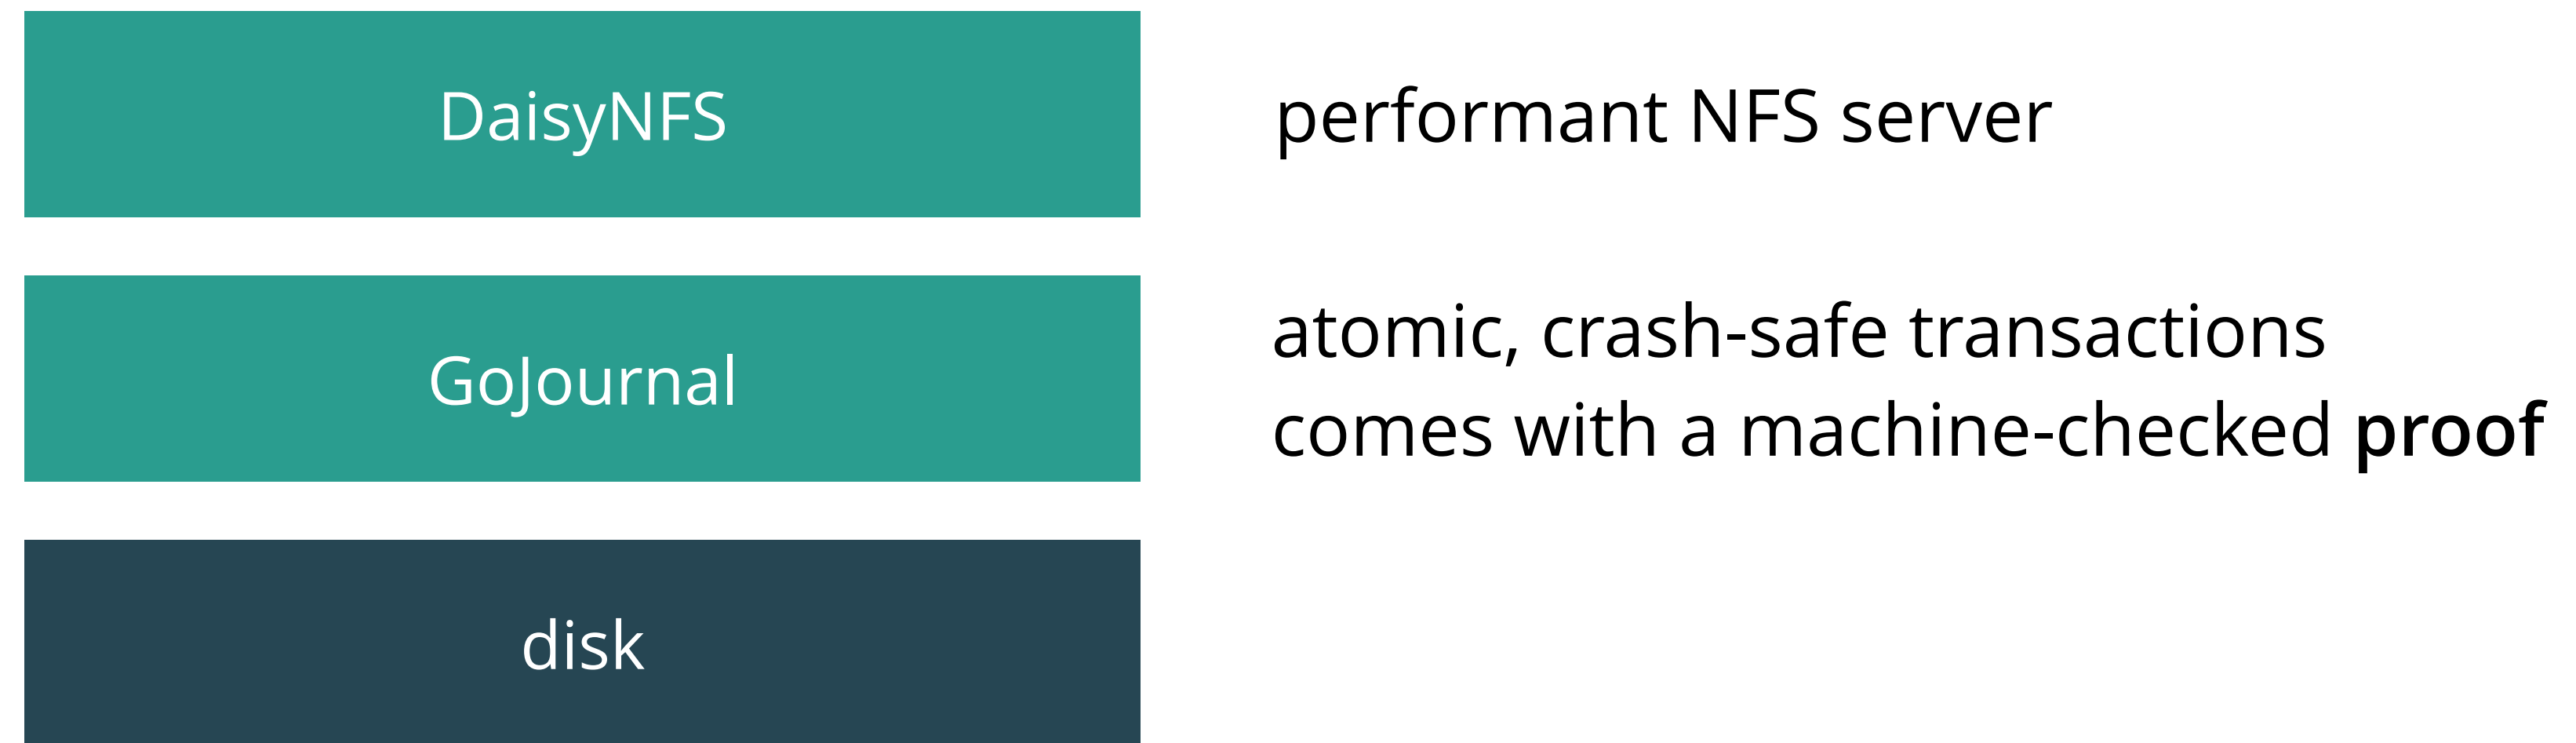 DaisyNFS
performant NFS server
GoJournal
atomic, crash-safe transactions
comes with a machine-checked proof
disk